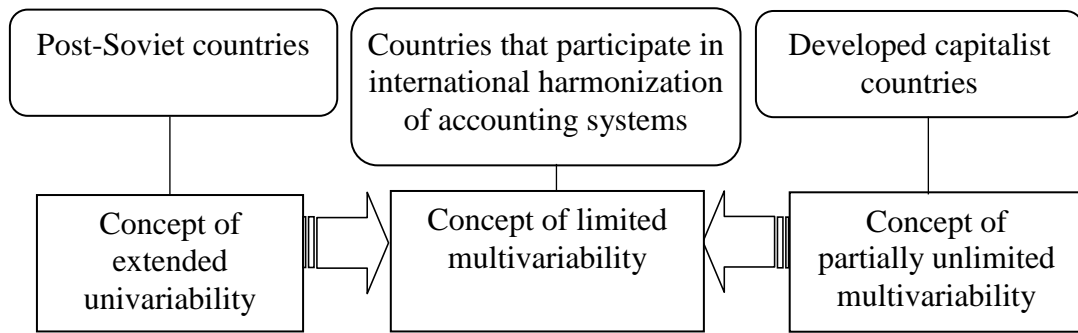 Post-Soviet countries
Countries that participate in
international harmonization
of accounting systems
Developed capitalist
countries
Concept of
extended
univariability
Concept of limited
multivariability
Concept of
partially unlimited
multivariability